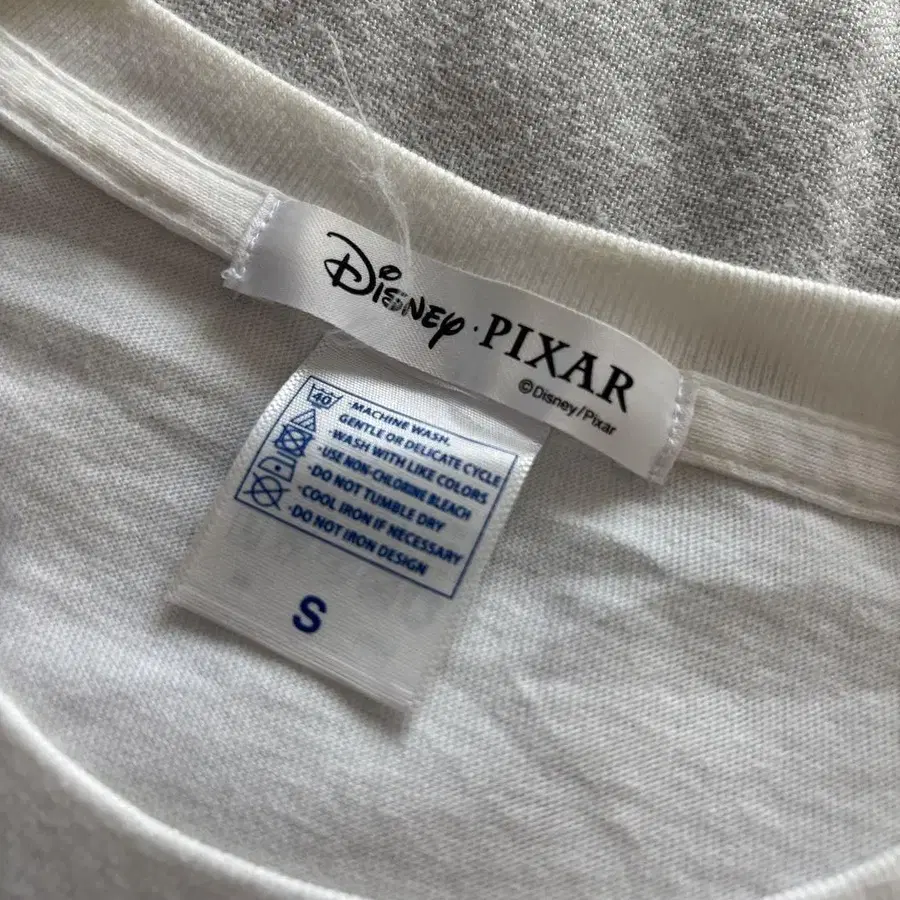 Disney · PIXAR
©Disney/Pixar
40
·MACHINE WASH.
GENTLE OR DELICATE CYCLE
·WASH WITH LIKE COLORS
·USE NON-CHLORINE BLEACH
·DO NOT TUMBLE DRY
·COOL IRON IF NECESSARY
·DO NOT IRON DESIGN
S